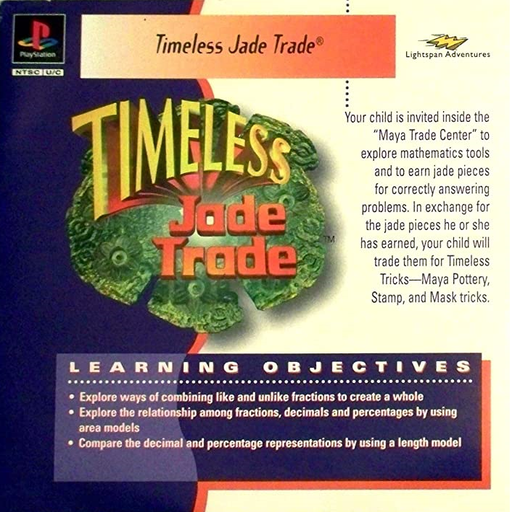 PlayStation
NTSC U/C
Timeless Jade Trade®
Lightspan Adventures
TIMELESS
Jade
Trade
TM
Your child is invited inside the
"Maya Trade Center" to
explore mathematics tools
and to earn jade pieces
for correctly answering
problems. In exchange for
the jade pieces he or she
has earned, your child will
trade them for Timeless
Tricks—Maya Pottery,
Stamp, and Mask tricks.
LEARNING OBJECTIVES
• Explore ways of combining like and unlike fractions to create a whole
• Explore the relationship among fractions, decimals and percentages by using
area models
• Compare the decimal and percentage representations by using a length model